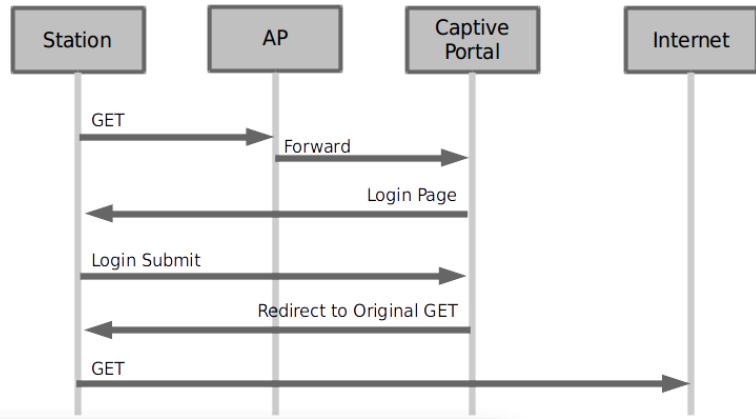 Station
AP
Captive
Portal
Internet
GET
Forward
Login Page
Login Submit
Redirect to Original GET
GET